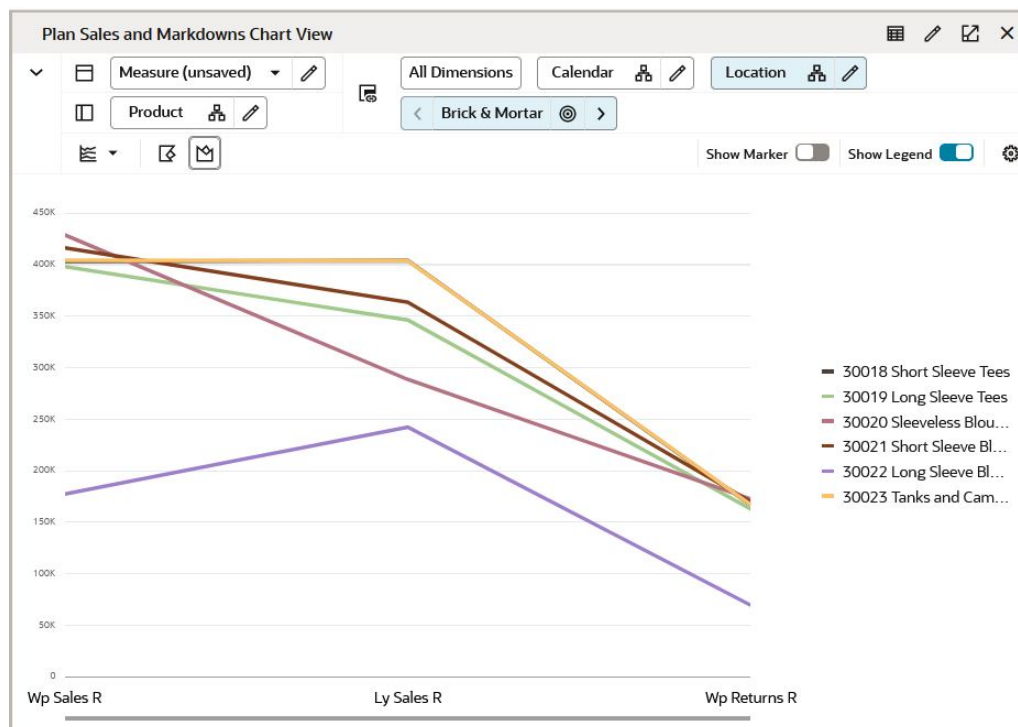 Plan Sales and Markdowns Chart View
Measure (unsaved)
All Dimensions
Calendar
Location
Product
Brick & Mortar
Show Marker
Show Legend
450K
400K
350K
300K
250K
200K
150K
100K
50K
0
Wp Sales R
Ly Sales R
Wp Returns R
30018 Short Sleeve Tees
30019 Long Sleeve Tees
30020 Sleeveless Blou...
30021 Short Sleeve Bl...
30022 Long Sleeve Bl...
30023 Tanks and Cam...